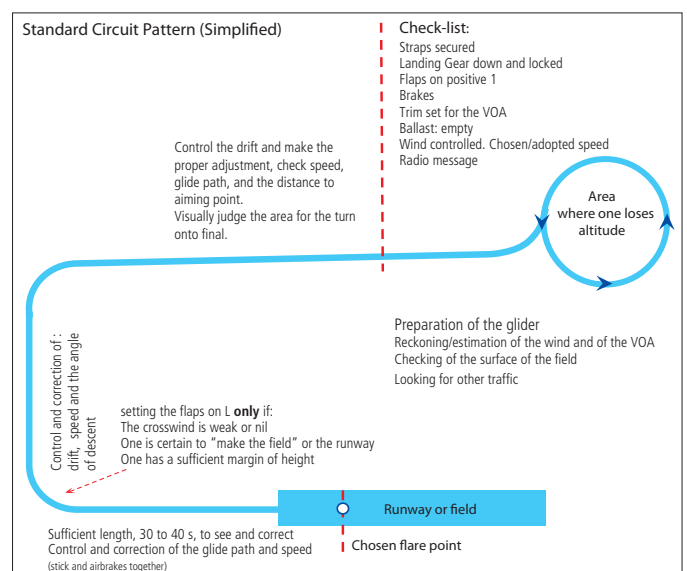 Standard Circuit Pattern (Simplified)
Check-list:
Straps secured
Landing Gear down and locked
Flaps on positive 1
Brakes
Trim set for the VOA
Ballast: empty
Wind controlled. Chosen/adopted speed
Radio message
Control the drift and make the
proper adjustment, check speed,
glide path, and the distance to
aiming point.
Visually judge the area for the turn
onto final.
Area
where one loses
altitude
Preparation of the glider
Reckoning/estimation of the wind and of the VOA
Checking of the surface of the field
Looking for other traffic
Control and correction of :
drift, speed and the angle
of descent
setting the flaps on L only if:
The crosswind is weak or nil
One is certain to “make the field” or the runway
One has a sufficient margin of height
Runway or field
Sufficient length, 30 to 40 s, to see and correct
Control and correction of the glide path and speed
(stick and airbrakes together)
Chosen flare point